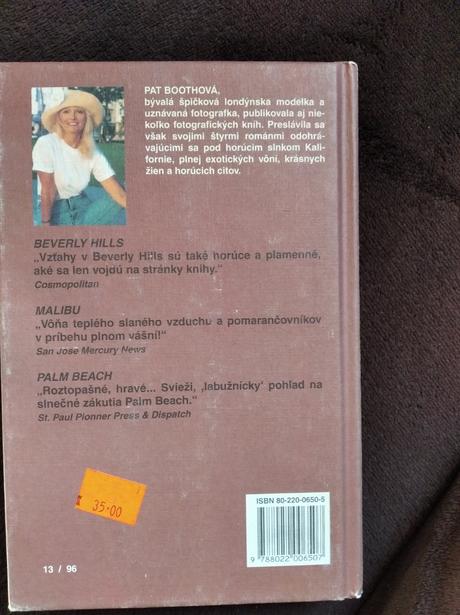 PAT BOOTHOVÁ,
bývalá špičková londýnska modelka a
uznávaná fotografka, publikovala aj nie-
koľko fotografických kníh. Preslávila sa
však svojimi štyrmi románmi odohrá-
vajúcimi sa pod horúcim slnkom Kali-
fornie, plnej exotických vôní, krásnych
žien a horúcich citov.
BEVERLY HILLS
„Vzťahy v Beverly Hills sú také horúce a plamenné,
aké sa len vojdú na stránky knihy.“
Cosmopolitan
MALIBU
„Vôňa teplého slaného vzduchu a pomarančovníkov
v príbehu plnom vášní!“
San Jose Mercury News
PALM BEACH
„Roztopašné, hravé... Svieži, ‚labužnícky‘ pohľad na
slnečné zákutia Palm Beach.“
St. Paul Pionner Press & Dispatch
35·00
ISBN 80-220-0650-5
9 788022 006507
13 / 96